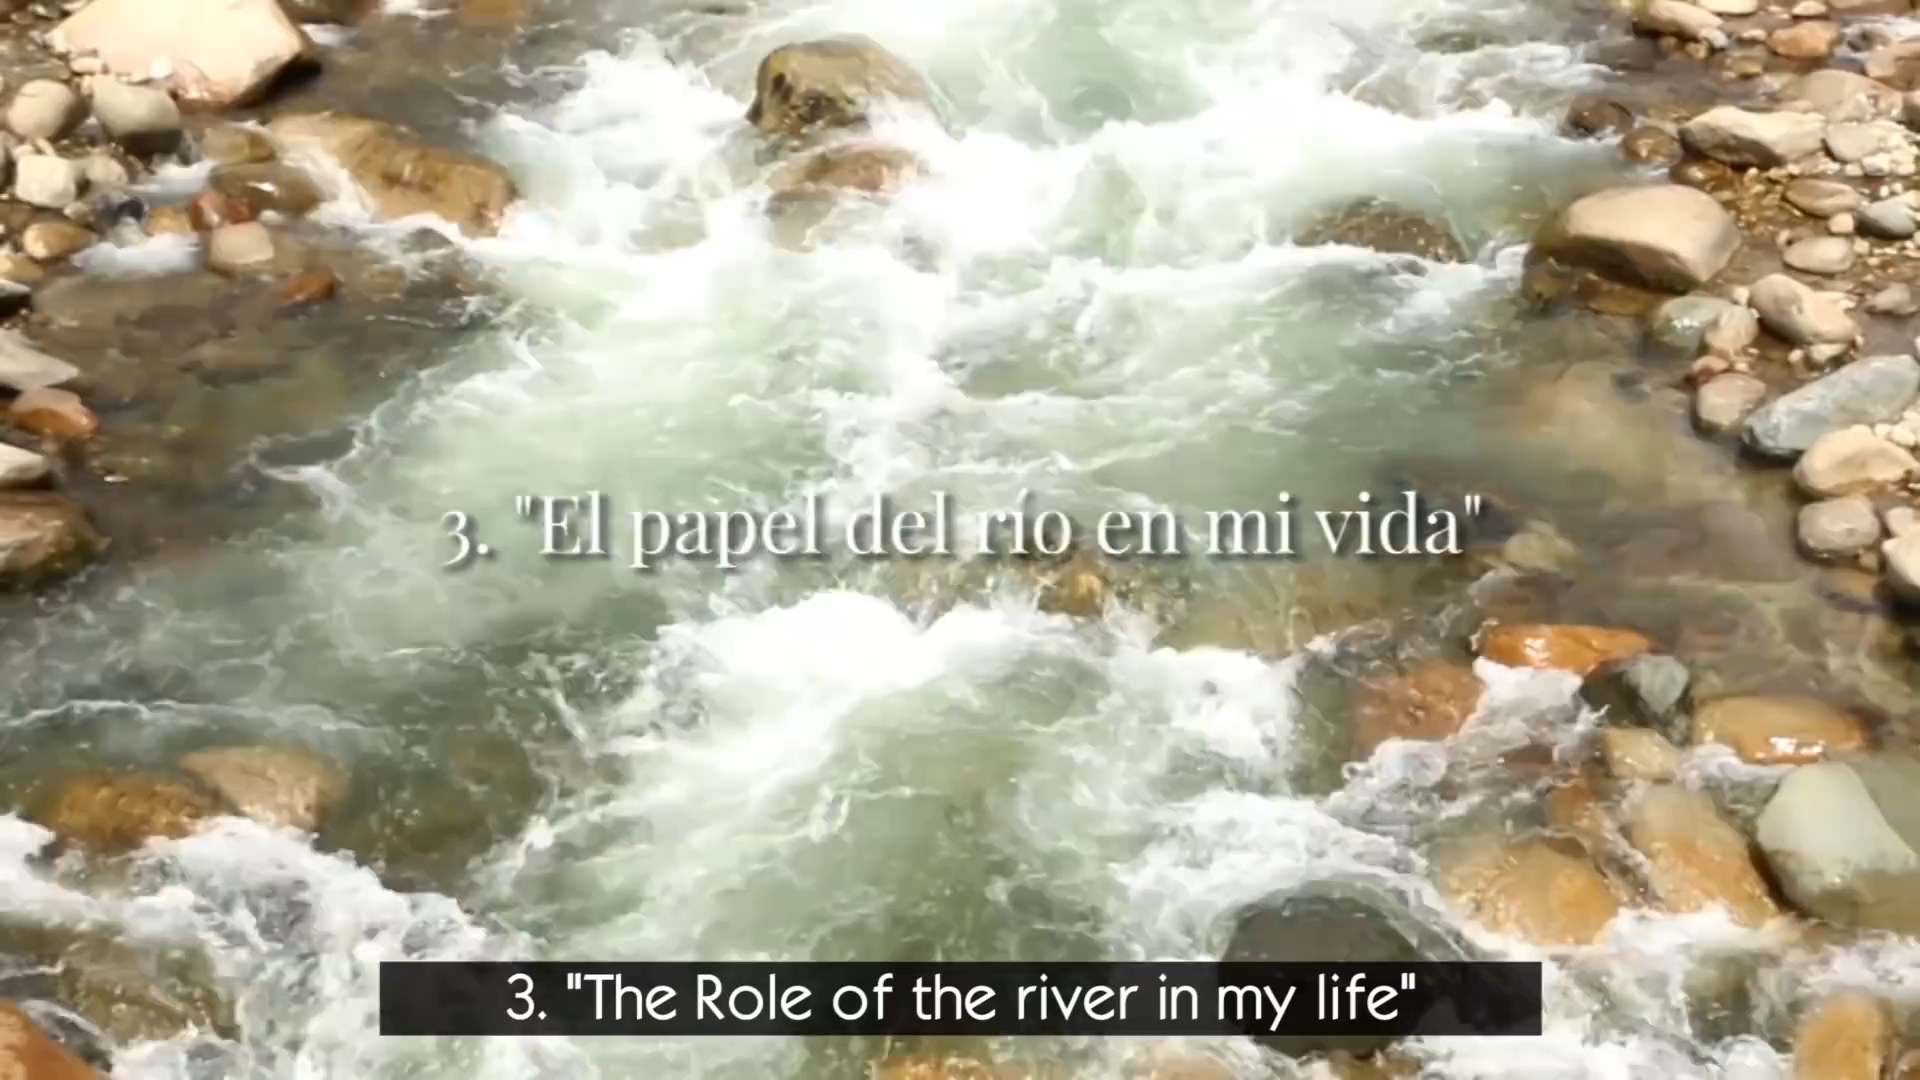 3. "El papel del río en mi vida"
3. "The Role of the river in my life"